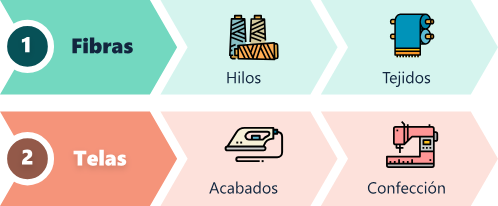 1 Fibras
Hilos
Tejidos
2 Telas
Acabados
Confección